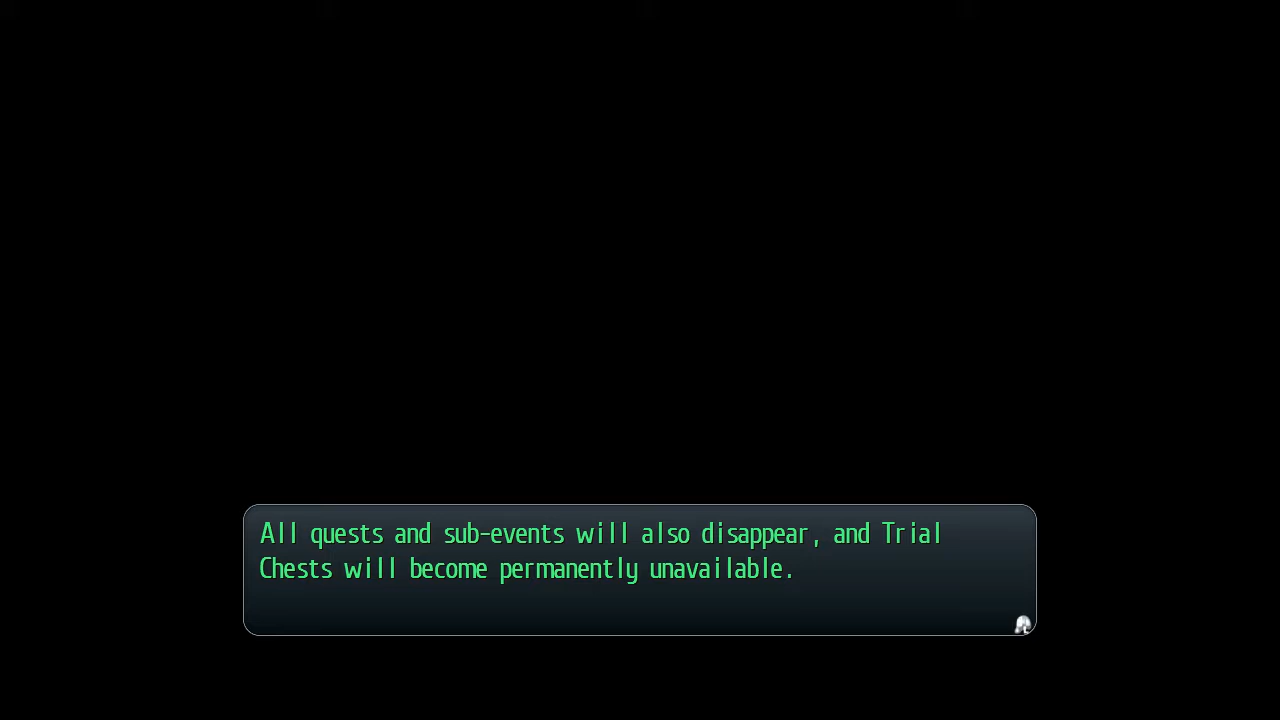 All quests and sub-events will also disappear, and Trial
Chests will become permanently unavailable.